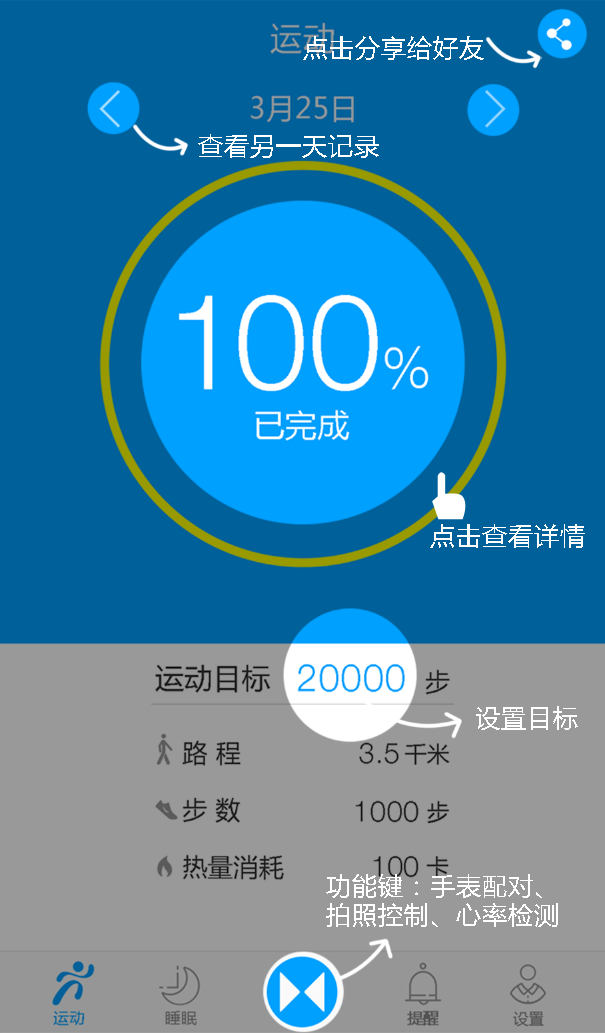 运动
点击分享给好友
3月25日
查看另一天记录
100%
已完成
点击查看详情
运动目标 20000 步
设置目标
路程 3.5千米
步数 1000 步
热量消耗 100 卡
功能键：手表配对、
拍照控制、心率检测
运动 睡眠 提醒 设置